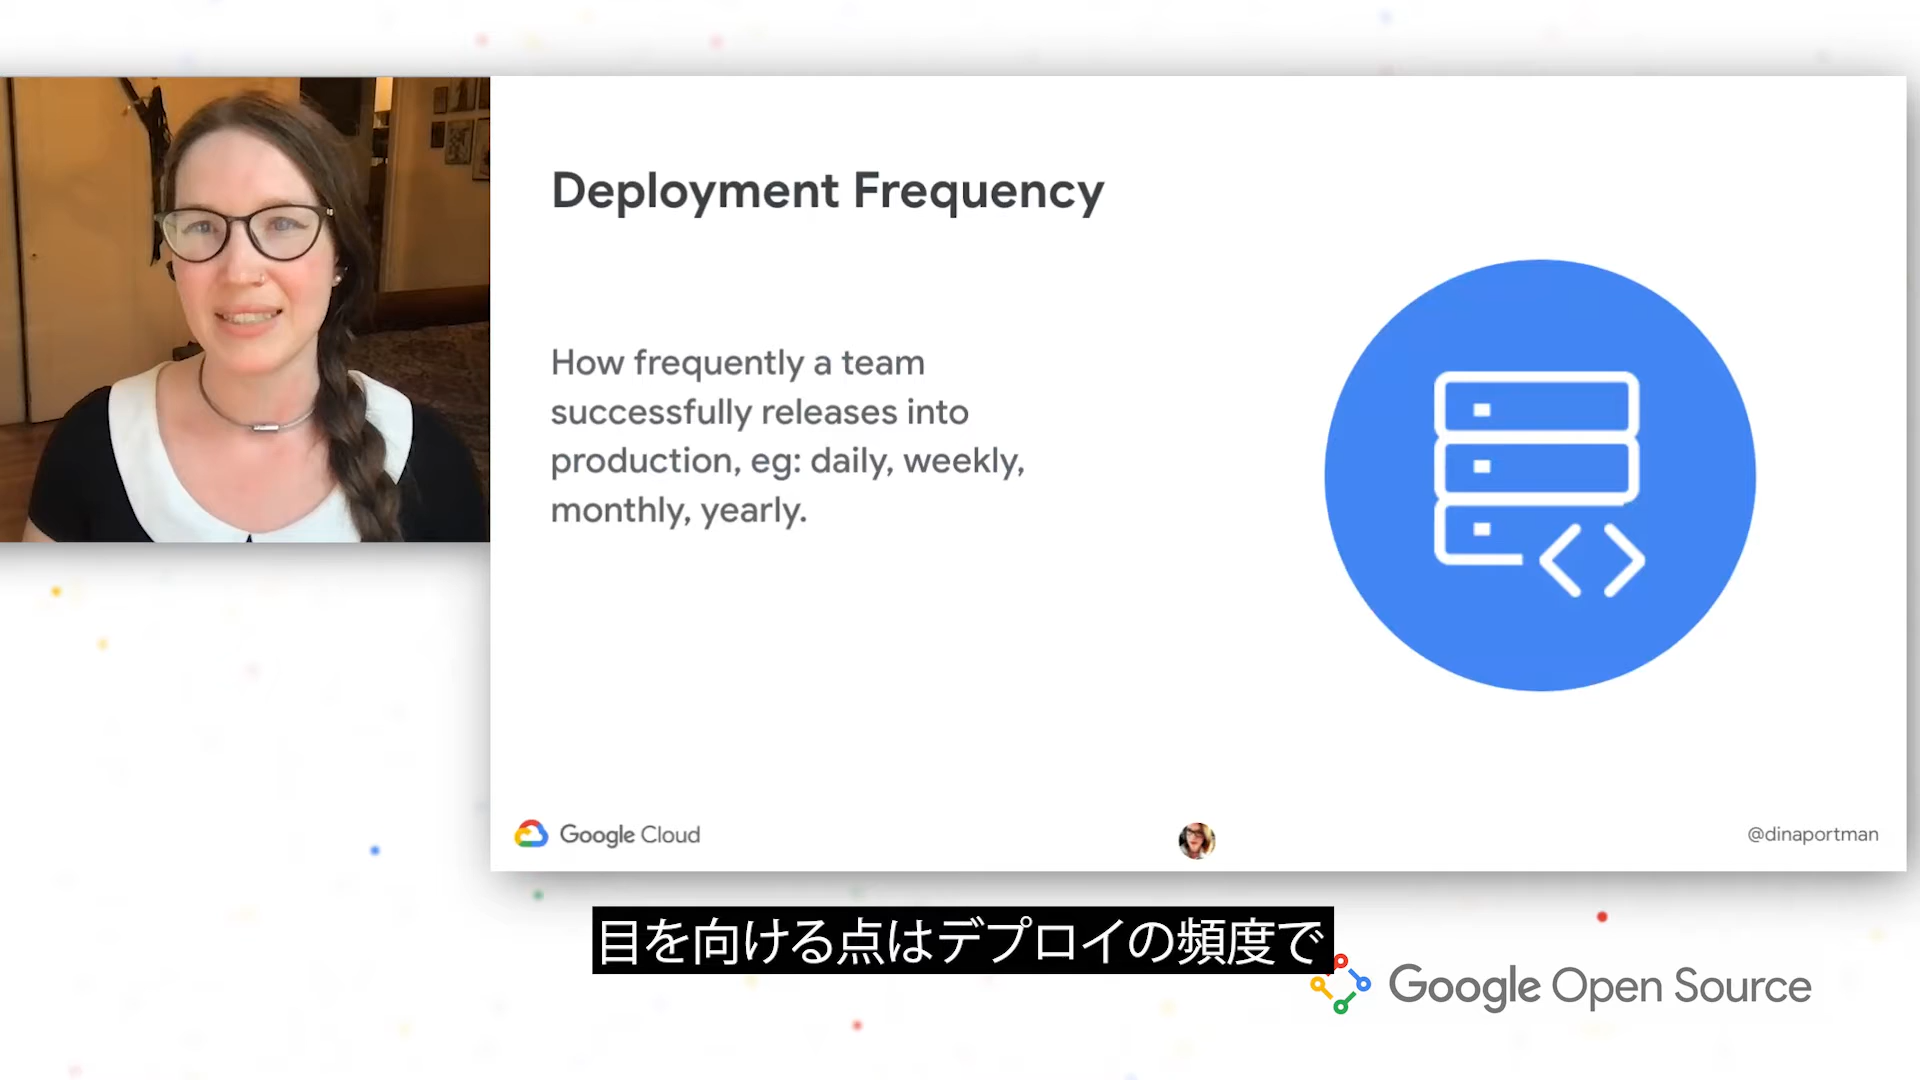 Deployment Frequency
How frequently a team
successfully releases into
production, eg: daily, weekly,
monthly, yearly.
Google Cloud
@dinaportman
目を向ける点はデプロイの頻度で
Google Open Source